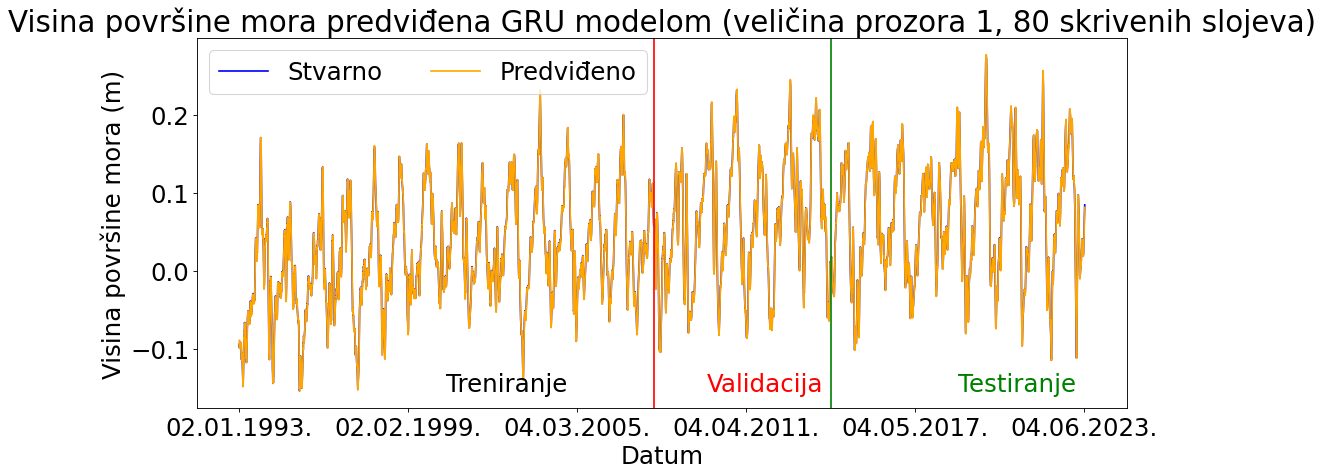 Visina površine mora predviđena GRU modelom (veličina prozora 1, 80 skrivenih slojeva)
Stvarno
Predviđeno
Visina površine mora (m)
0.2
0.1
0.0
−0.1
Treniranje
Validacija
Testiranje
02.01.1993.
02.02.1999.
04.03.2005.
04.04.2011.
04.05.2017.
04.06.2023.
Datum